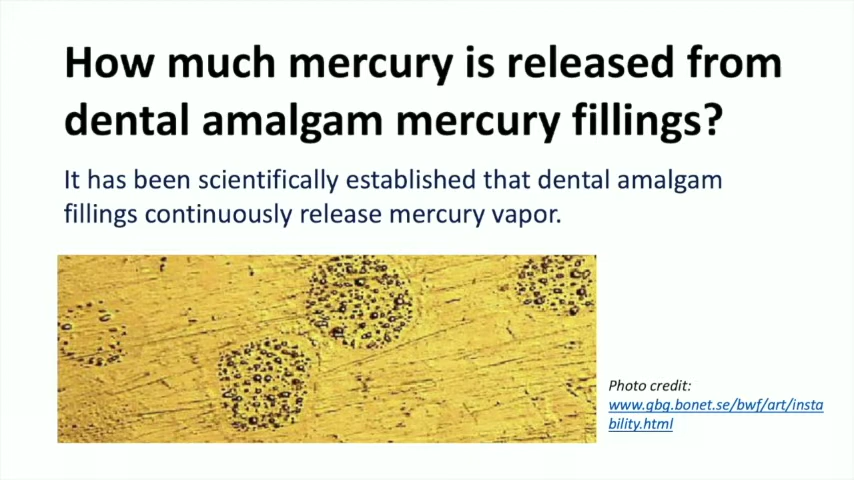 How much mercury is released from
dental amalgam mercury fillings?
It has been scientifically established that dental amalgam
fillings continuously release mercury vapor.
Photo credit:
www.gbg.bonet.se/bwf/art/insta
bility.html